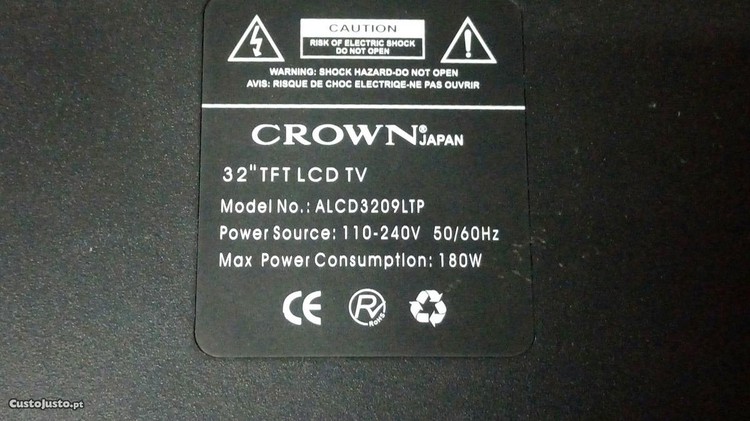 CAUTION
RISK OF ELECTRIC SHOCK
DO NOT OPEN
WARNING: SHOCK HAZARD-DO NOT OPEN
AVIS: RISQUE DE CHOC ELECTRIQE-NE PAS OUVRIR
CROWN® JAPAN
32" TFT LCD TV
Model No.: ALCD3209LTP
Power Source: 110-240V 50/60Hz
Max Power Consumption: 180W
CE RV RoHS
CustoJusto.pt